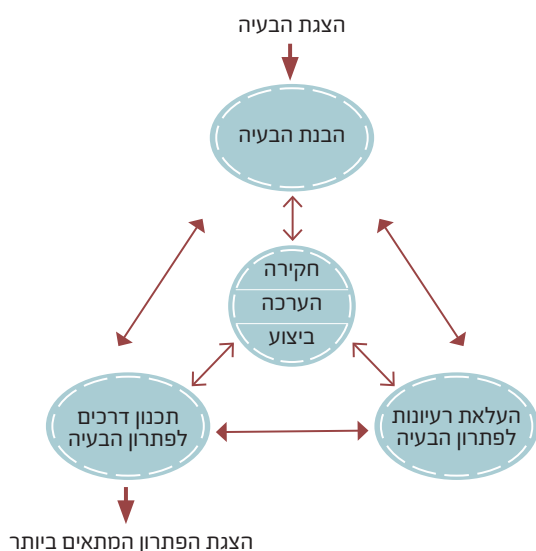 הצגת הבעיה
הבנת הבעיה
חקירה
הערכה
ביצוע
העלאת רעיונות
לפתרון הבעיה
תכנון דרכים
לפתרון הבעיה
הצגת הפתרון המתאים ביותר